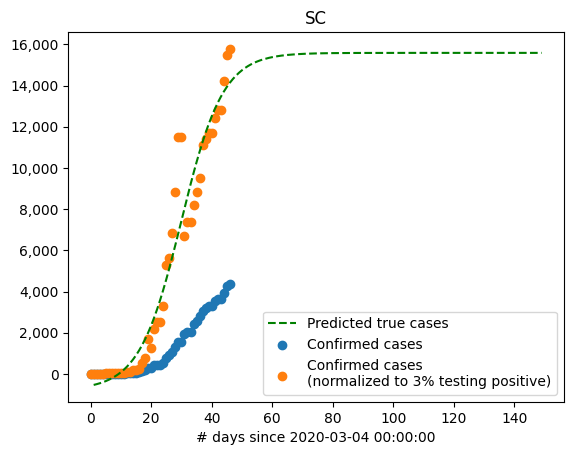 SC
16,000
14,000
12,000
10,000
8,000
6,000
4,000
2,000
0
Predicted true cases
Confirmed cases
Confirmed cases
(normalized to 3% testing positive)
0 20 40 60 80 100 120 140
# days since 2020-03-04 00:00:00